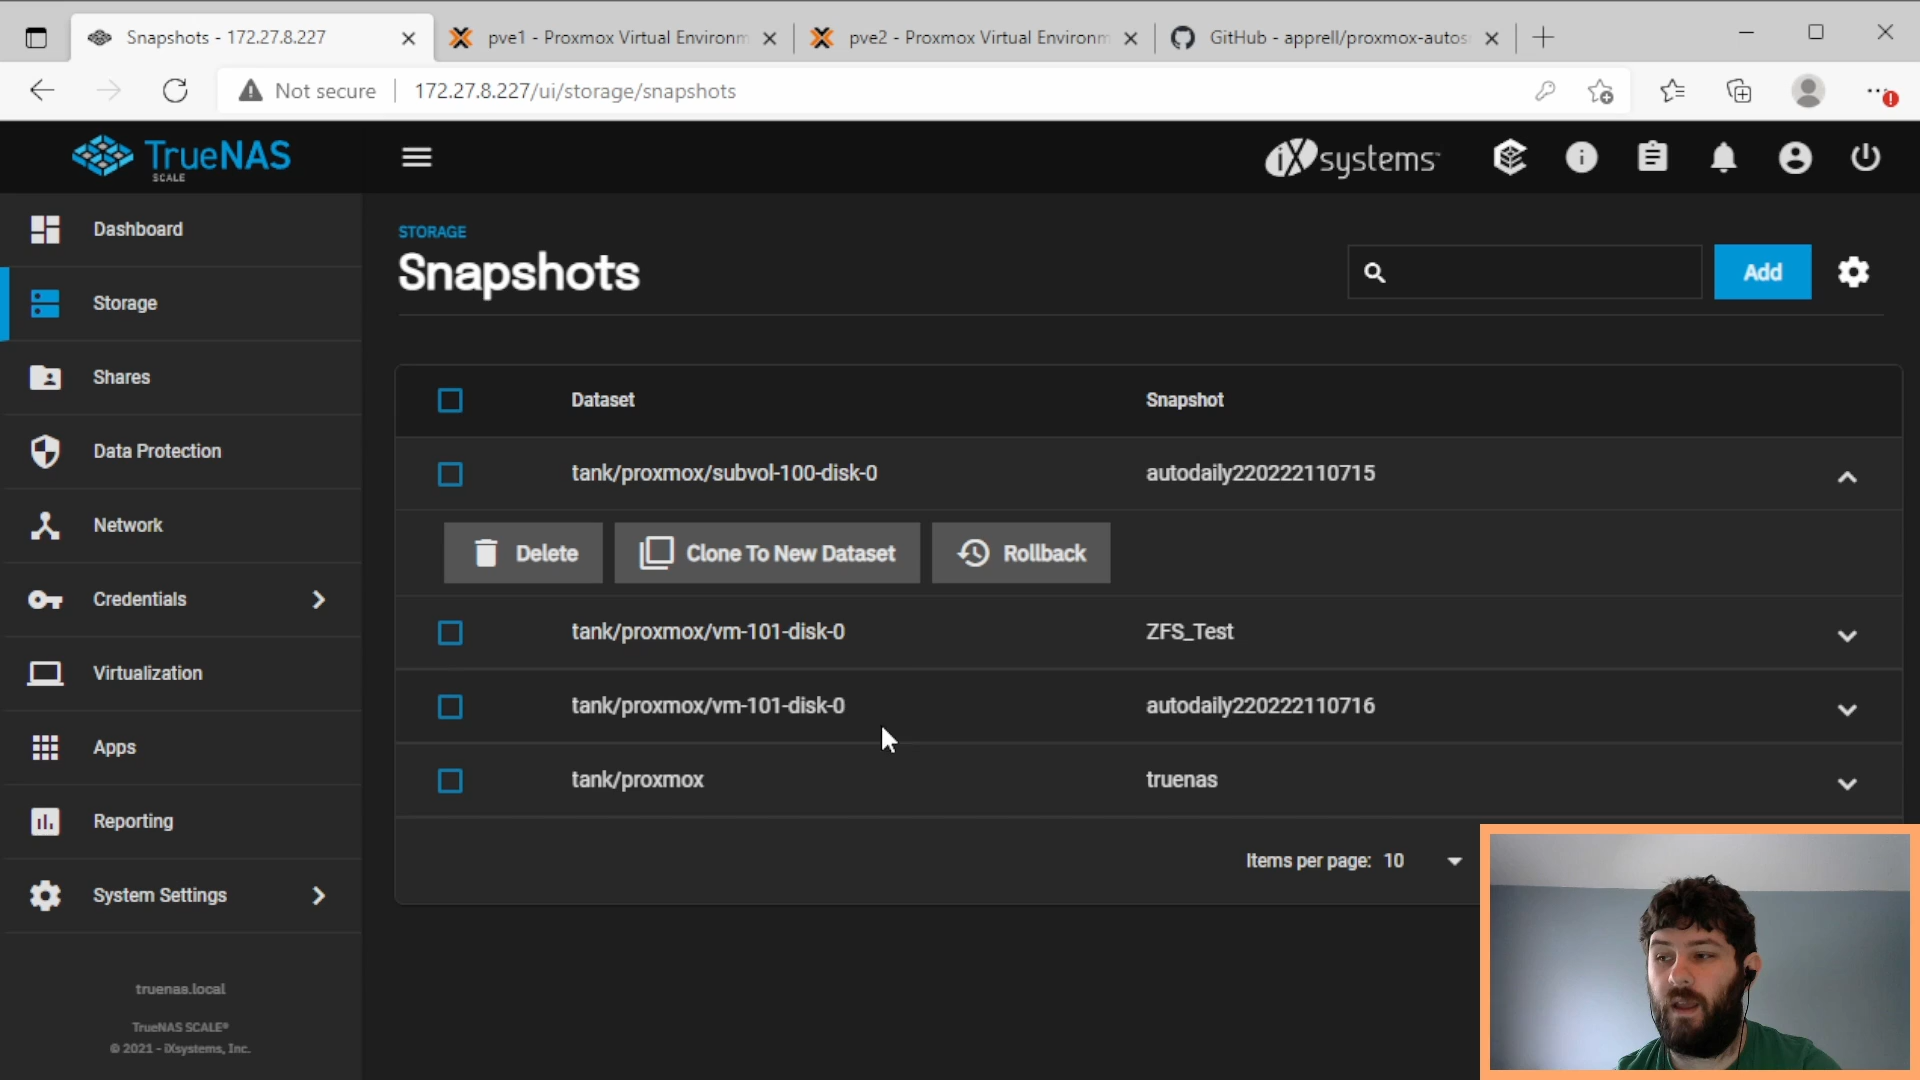 Snapshots - 172.27.8.227
pve1 - Proxmox Virtual Environm
pve2 - Proxmox Virtual Environm
GitHub - apprell/proxmox-autos
Not secure
172.27.8.227/ui/storage/snapshots
TrueNAS
SCALE
iXsystems
Dashboard
Storage
Shares
Data Protection
Network
Credentials
Virtualization
Apps
Reporting
System Settings
truenas.local
TrueNAS SCALE®
© 2021 - iXsystems, Inc.
STORAGE
Snapshots
Add
Dataset Snapshot
tank/proxmox/subvol-100-disk-0 autodaily220222110715
Delete Clone To New Dataset Rollback
tank/proxmox/vm-101-disk-0 ZFS_Test
tank/proxmox/vm-101-disk-0 autodaily220222110716
tank/proxmox truenas
Items per page: 10